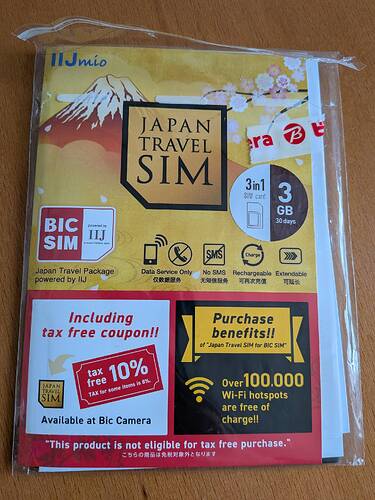 IIJmio
JAPAN
TRAVEL
SIM
era B ビ
3in1
SIM card
3
GB
30 days
BIC
SIM
powered by
IIJ
Japan Travel Package
powered by IIJ
Data Service Only
仅数据服务
SMS
No SMS
无短信服务
Charge
Rechargeable
可再次充值
Extendable
可延长
Including
tax free coupon!!
tax
free 10%
TAX for some items is 8%.
JAPAN
TRAVEL
SIM
Available at Bic Camera
Purchase
benefits!!
of "Japan Travel SIM for BIC SIM"
Over 100.000
Wi-Fi hotspots
are free of
charge!!
"This product is not eligible for tax free purchase."
こちらの商品は免税対象外となります